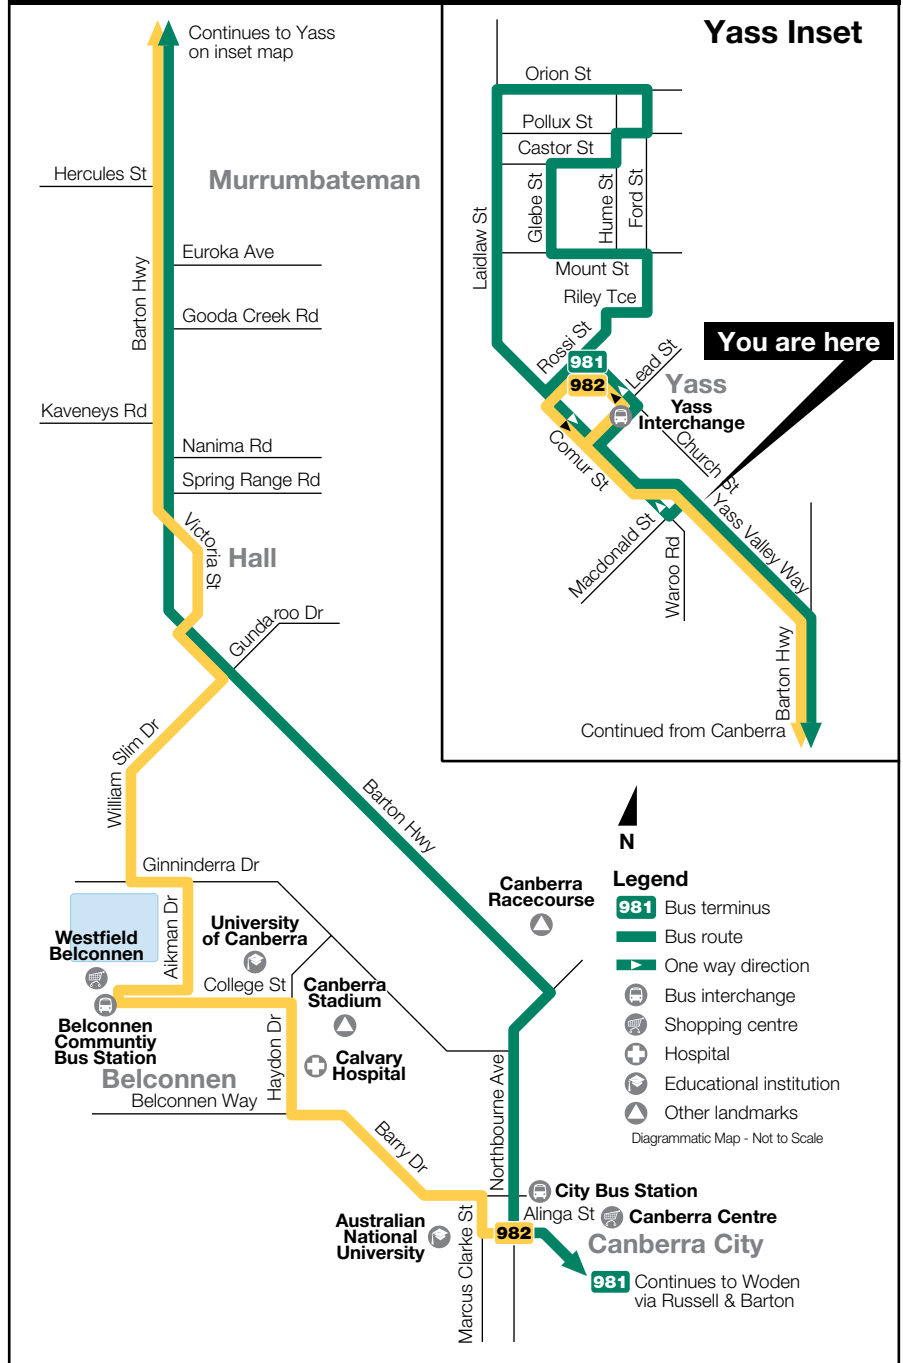 Continues to Yass
on inset map
Hercules St
Murrumbateman
Barton Hwy
Euroka Ave
Gooda Creek Rd
Kaveneys Rd
Nanima Rd
Spring Range Rd
Victoria St
Hall
Gundaroo Dr
William Slim Dr
Barton Hwy
Ginninderra Dr
Aikman Dr
Westfield
Belconnen
University
of Canberra
College St
Canberra
Stadium
Belconnen
Communtiy
Bus Station
Haydon Dr
Calvary
Hospital
Belconnen
Belconnen Way
Barry Dr
Canberra
Racecourse
Northbourne Ave
City Bus Station
Alinga St
Canberra Centre
Australian
National
University
Marcus Clarke St
982
Canberra City
981
Continues to Woden
via Russell & Barton
Yass Inset
Orion St
Pollux St
Castor St
Laidlaw St
Glebe St
Hume St
Ford St
Mount St
Riley Tce
Rossi St
981
982
Lead St
You are here
Yass
Yass
Interchange
Comur St
Church St
Yass Valley Way
Macdonald St
Waroo Rd
Barton Hwy
Continued from Canberra
N
Legend
981 Bus terminus
Bus route
One way direction
Bus interchange
Shopping centre
Hospital
Educational institution
Other landmarks
Diagrammatic Map - Not to Scale